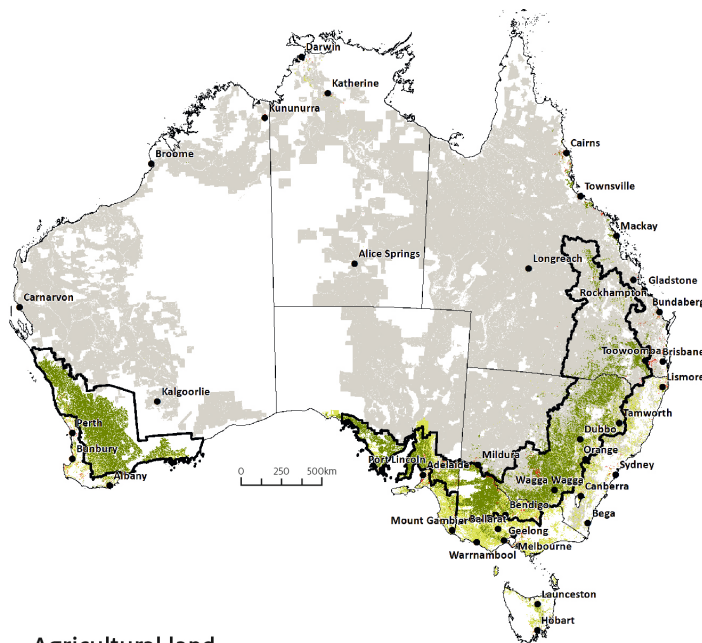 Darwin
Katherine
Kununurra
Cairns
Broome
Townsville
Mackay
Alice Springs
Longreach
Gladstone
Rockhampton
Carnarvon
Bundaberg
Toowoomba
Brisbane
Lismore
Kalgoorlie
Tamworth
Perth
Dubbo
Orange
Mildura
Bunbury
Port Lincoln
Adelaide
Sydney
0 250 500km
Albany
Wagga Wagga
Canberra
Bendigo
Bega
Mount Gambier
Ballarat
Geelong
Melbourne
Warrnambool
Launceston
Hobart
Agricultural land